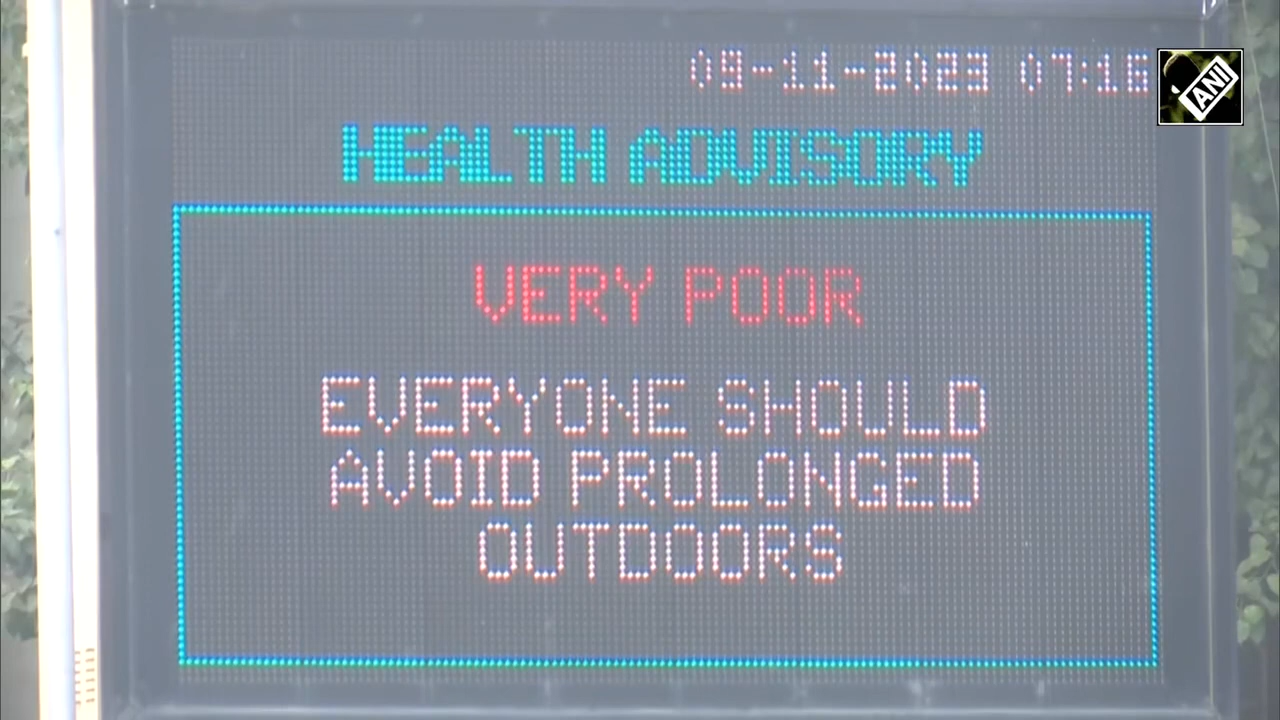 09-11-2023 07:16
ANI
HEALTH ADVISORY
VERY POOR
EVERYONE SHOULD
AVOID PROLONGED
OUTDOORS